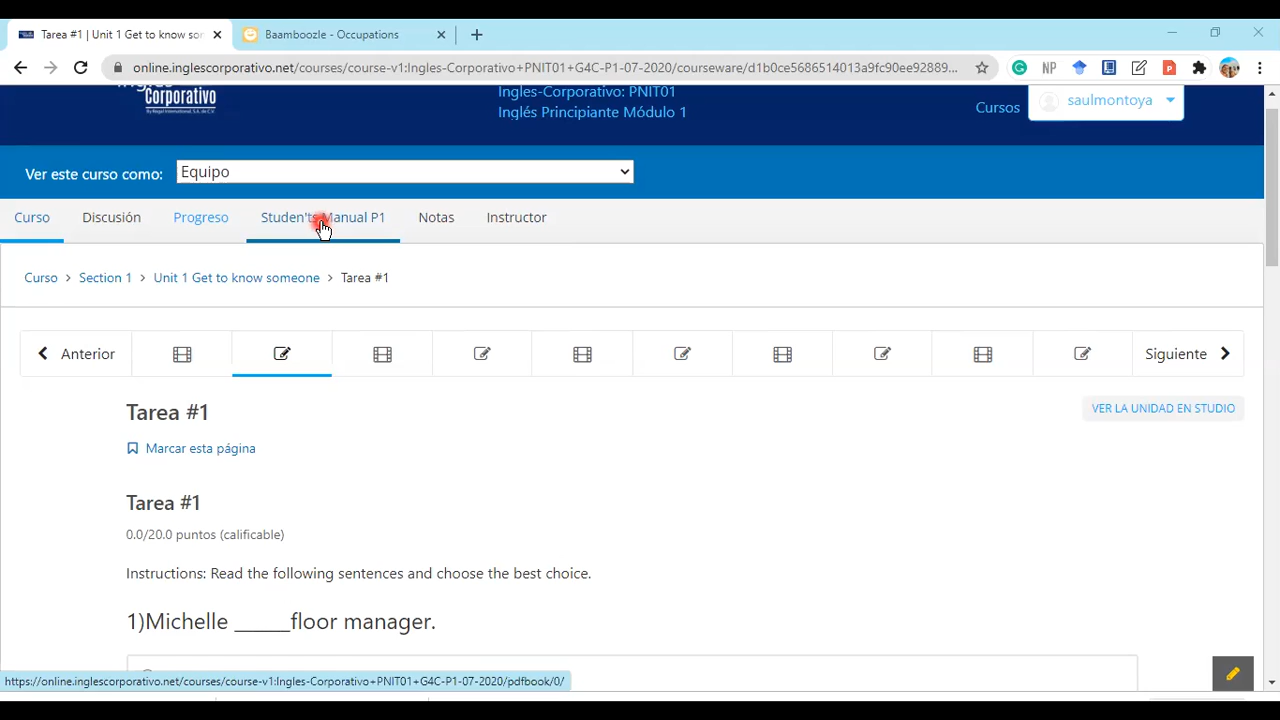 Tarea #1 | Unit 1 Get to know som
Baamboozle - Occupations
online.inglescorporativo.net/courses/course-v1:Ingles-Corporativo+PNIT01+G4C-P1-07-2020/courseware/d1b0ce5686514013a9fc90ee92889...
NP
Corporativo
Ingles-Corporativo: PNIT01
Inglés Principiante Módulo 1
Cursos
saulmontoya
Ver este curso como:
Equipo
Curso
Discusión
Progreso
Studen's Manual P1
Notas
Instructor
Curso > Section 1 > Unit 1 Get to know someone > Tarea #1
Anterior
Siguiente
Tarea #1
VER LA UNIDAD EN STUDIO
Marcar esta página
Tarea #1
0.0/20.0 puntos (calificable)
Instructions: Read the following sentences and choose the best choice.
1)Michelle ______floor manager.
https://online.inglescorporativo.net/courses/course-v1:Ingles-Corporativo+PNIT01+G4C-P1-07-2020/pdfbook/0/